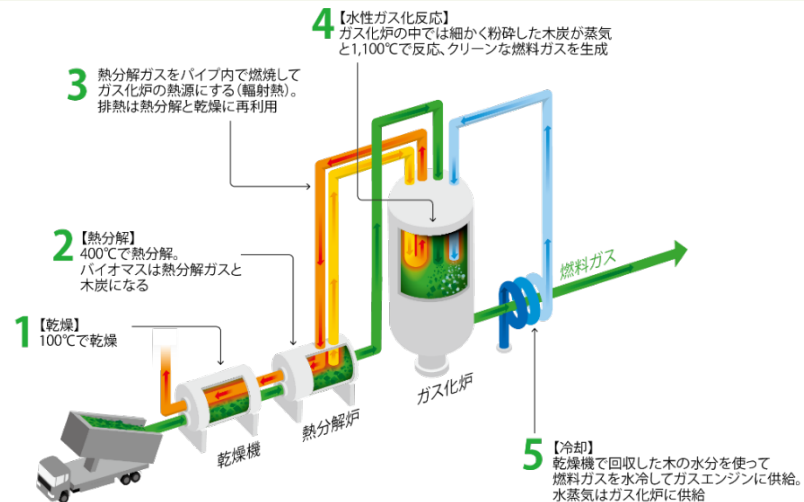 4 【水性ガス化反応】
ガス化炉の中では細かく粉砕した木炭が蒸気
と1,100℃で反応、クリーンな燃料ガスを生成
3 熱分解ガスをパイプ内で燃焼して
ガス化炉の熱源にする（輻射熱）。
排熱は熱分解と乾燥に再利用
2 【熱分解】
400℃で熱分解。
バイオマスは熱分解ガスと
木炭になる
1 【乾燥】
100℃で乾燥
燃料ガス
ガス化炉
熱分解炉
乾燥機
5 【冷却】
乾燥機で回収した木の水分を使って
燃料ガスを水冷してガスエンジンに供給。
水蒸気はガス化炉に供給